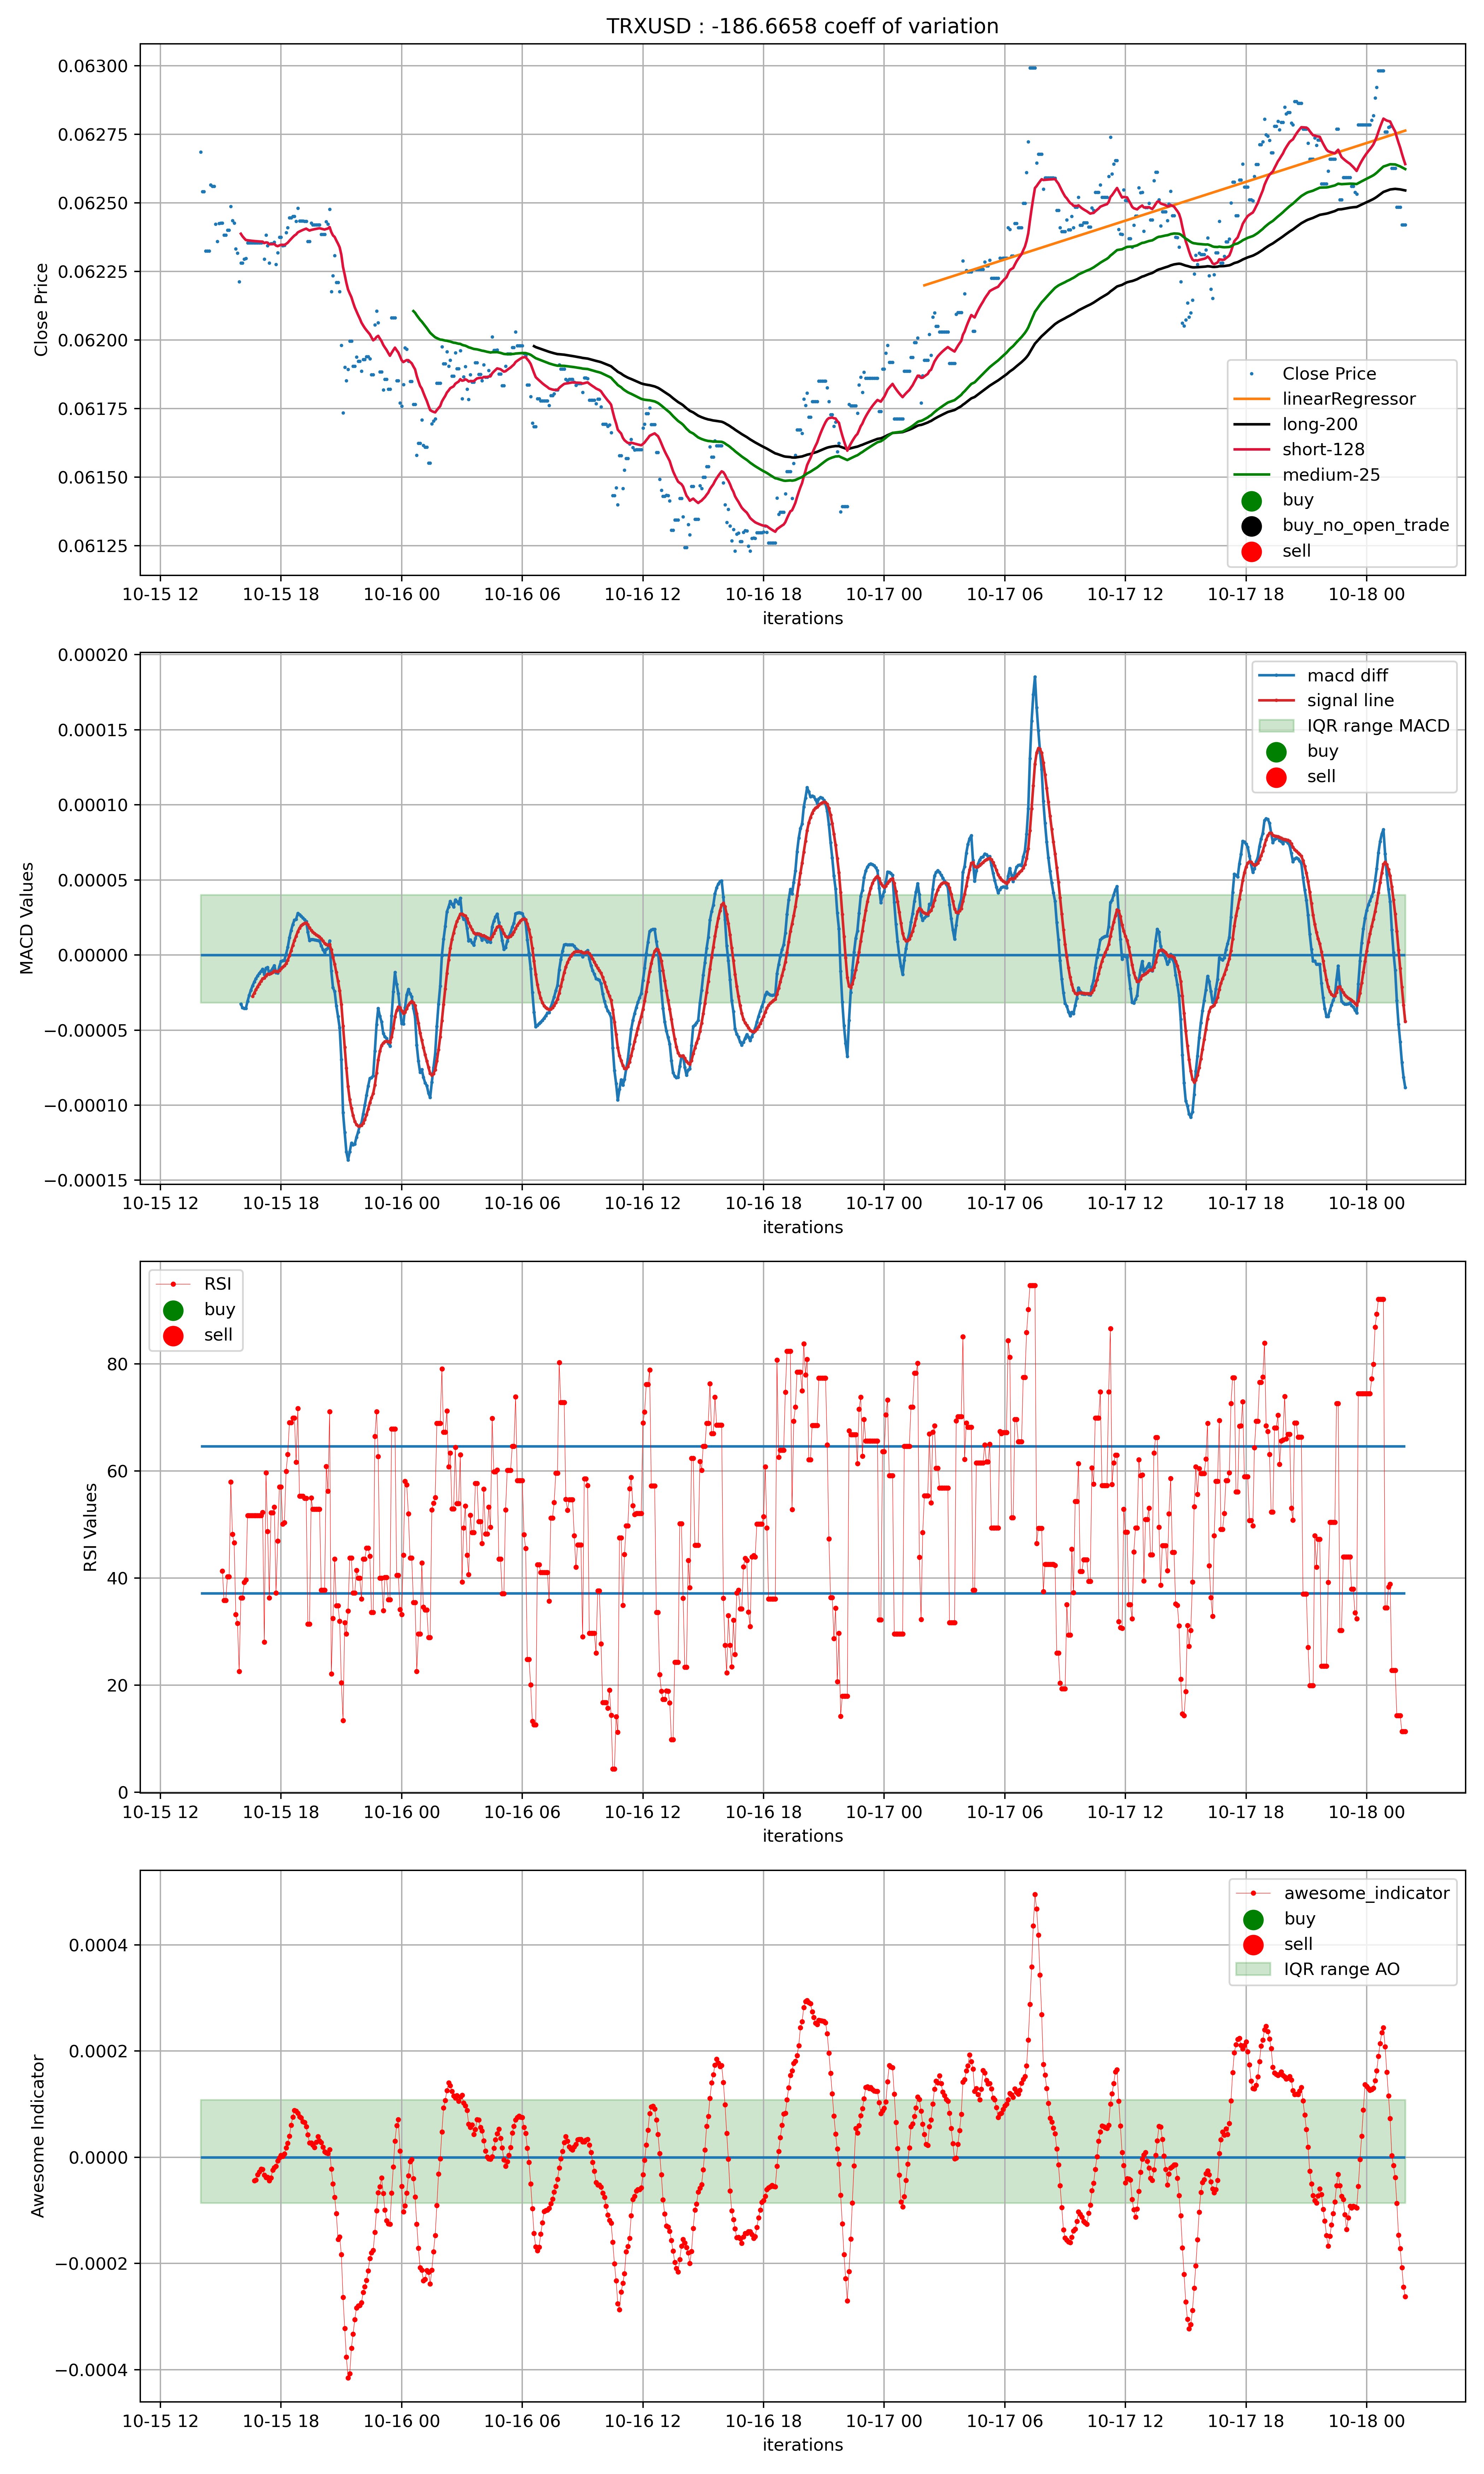 TRXUSD : -186.6658 coeff of variation
0.06300
0.06275
0.06250
0.06225
0.06200
0.06175
0.06150
0.06125
Close Price
Close Price
linearRegressor
long-200
short-128
medium-25
buy
buy_no_open_trade
sell
10-15 12 10-15 18 10-16 00 10-16 06 10-16 12 10-16 18 10-17 00 10-17 06 10-17 12 10-17 18 10-18 00
iterations
0.00020
0.00015
0.00010
0.00005
0.00000
−0.00005
−0.00010
−0.00015
MACD Values
macd diff
signal line
IQR range MACD
buy
sell
10-15 12 10-15 18 10-16 00 10-16 06 10-16 12 10-16 18 10-17 00 10-17 06 10-17 12 10-17 18 10-18 00
iterations
RSI
buy
sell
80
60
40
20
0
RSI Values
10-15 12 10-15 18 10-16 00 10-16 06 10-16 12 10-16 18 10-17 00 10-17 06 10-17 12 10-17 18 10-18 00
iterations
0.0004
0.0002
0.0000
−0.0002
−0.0004
Awesome Indicator
awesome_indicator
buy
sell
IQR range AO
10-15 12 10-15 18 10-16 00 10-16 06 10-16 12 10-16 18 10-17 00 10-17 06 10-17 12 10-17 18 10-18 00
iterations